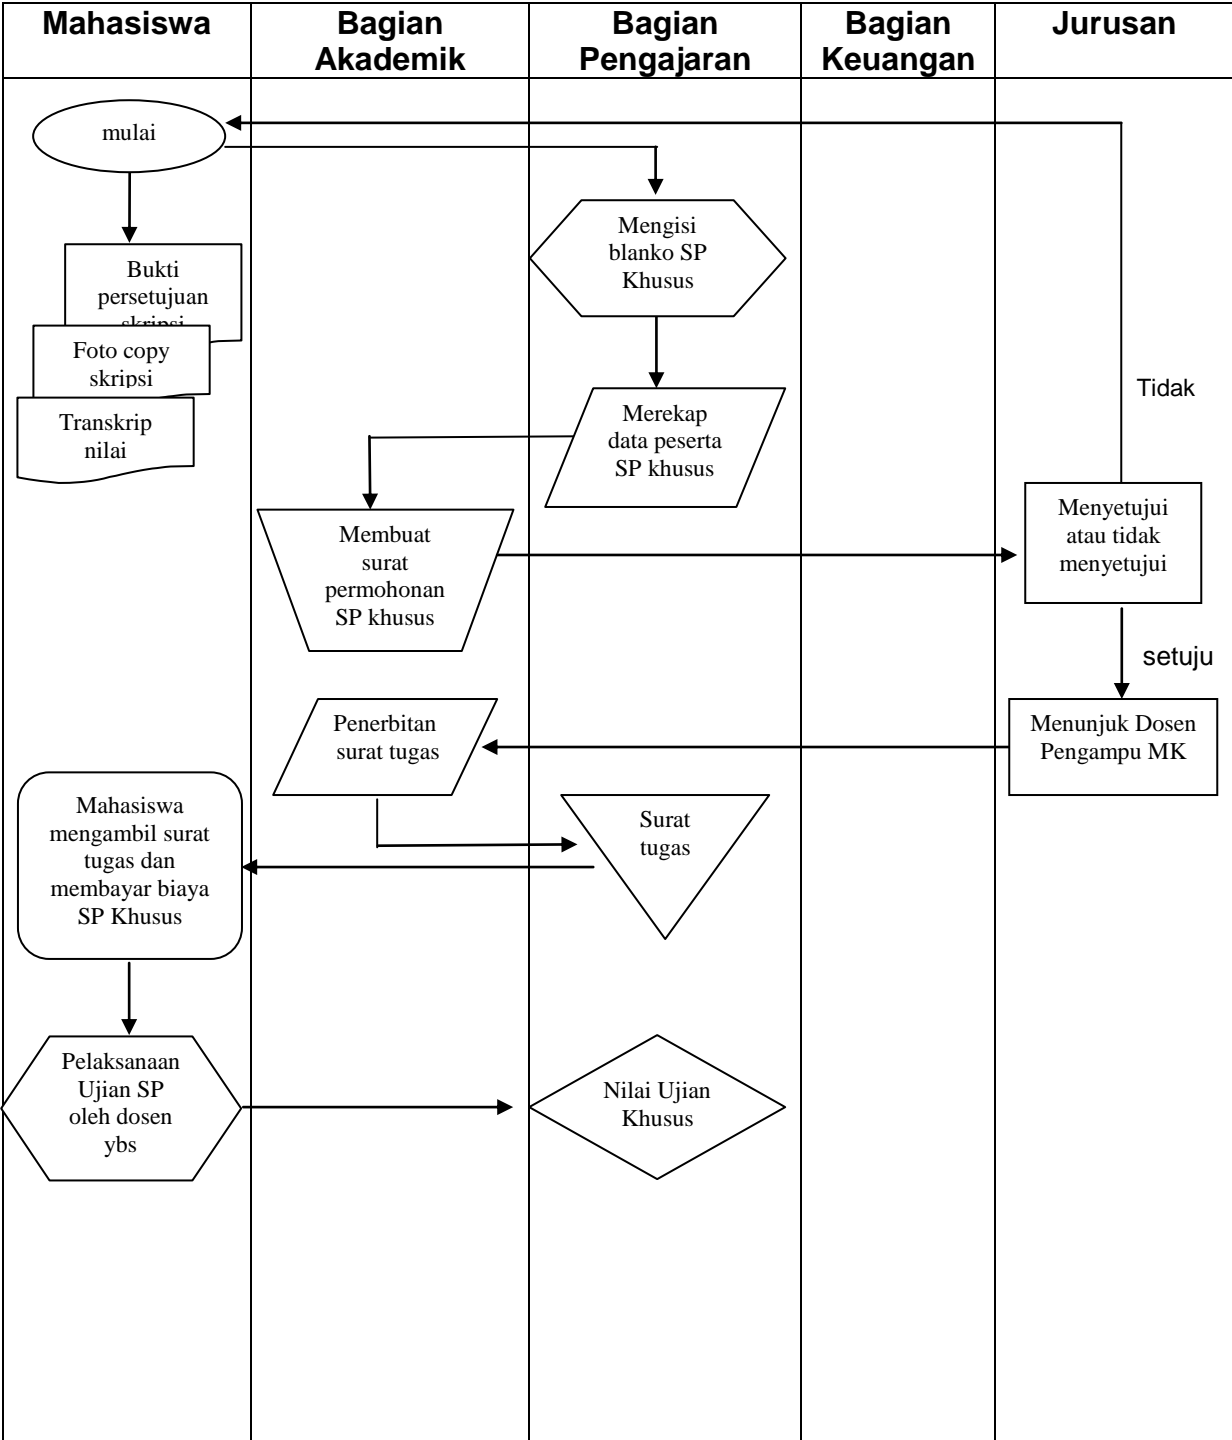 Mahasiswa
Bagian
Akademik
Bagian
Pengajaran
Bagian
Keuangan
Jurusan
mulai
Mengisi
blanko SP
Khusus
Bukti
persetujuan
skripsi
Foto copy
skripsi
Transkrip
nilai
Merekap
data peserta
SP khusus
Tidak
Membuat
surat
permohonan
SP khusus
Menyetujui
atau tidak
menyetujui
setuju
Menunjuk Dosen
Pengampu MK
Penerbitan
surat tugas
Surat
tugas
Mahasiswa
mengambil surat
tugas dan
membayar biaya
SP Khusus
Pelaksanaan
Ujian SP
oleh dosen
ybs
Nilai Ujian
Khusus